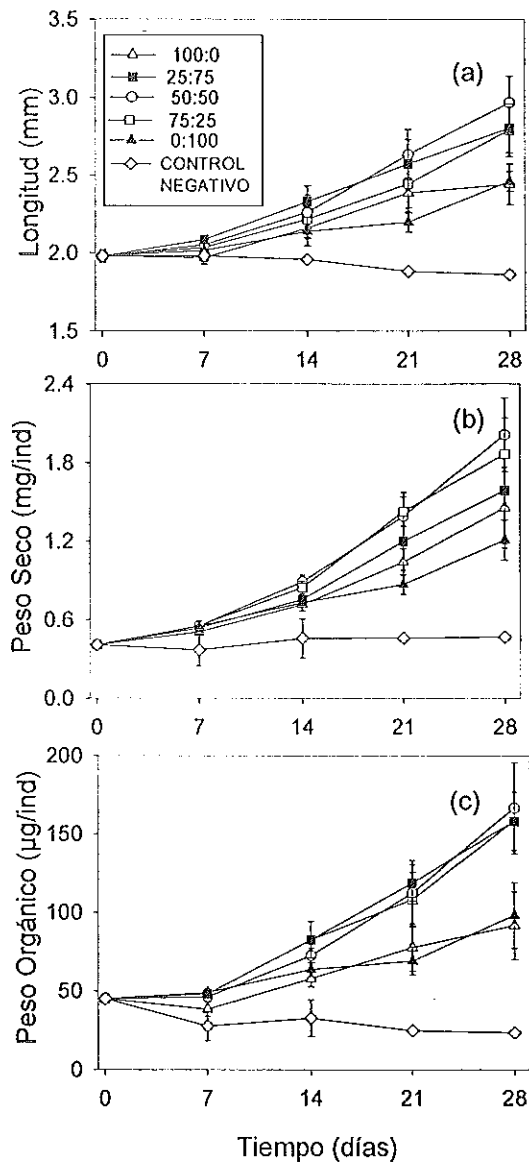 3.5
3.0
2.5
2.0
1.5
Longitud (mm)
100:0
25:75
50:50
75:25
0:100
CONTROL
NEGATIVO
(a)
0 7 14 21 28
2.4
1.8
1.2
0.6
0.0
Peso Seco (mg/ind)
(b)
0 7 14 21 28
200
150
100
50
0
Peso Orgánico (µg/ind)
(c)
0 7 14 21 28
Tiempo (días)